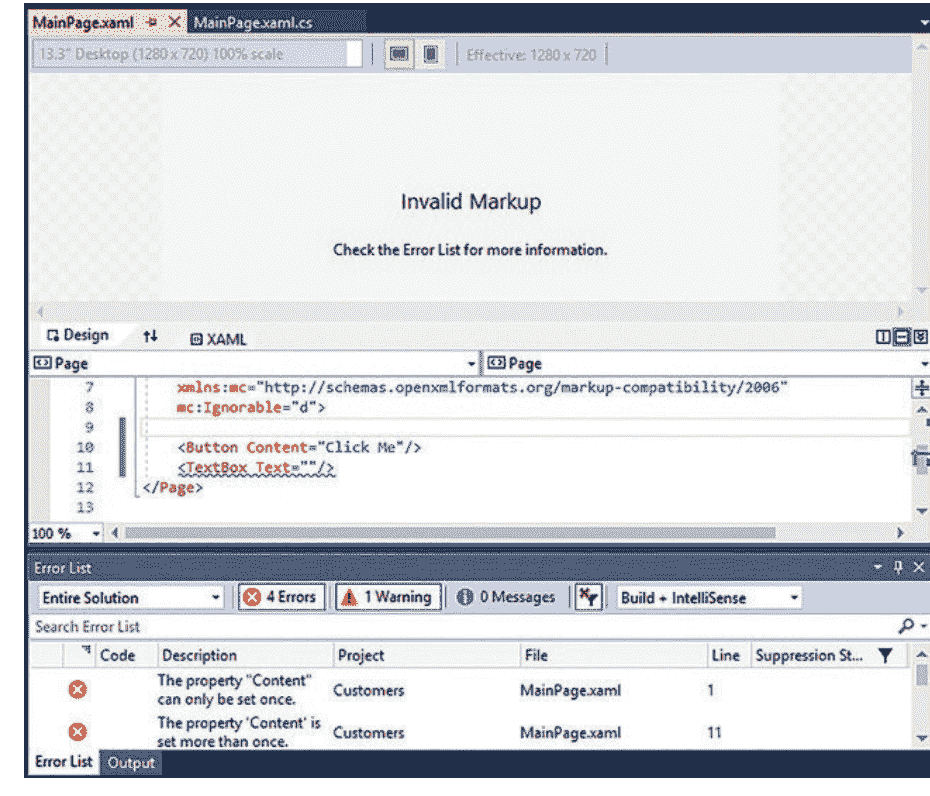 MainPage.xaml MainPage.xaml.cs
13.3" Desktop (1280 x 720) 100% scale Effective: 1280 x 720
Invalid Markup
Check the Error List for more information.
Design XAML
Page Page
7 xmlns:mc="http://schemas.openxmlformats.org/markup-compatibility/2006"
8 mc:Ignorable="d">
9
10 <Button Content="Click Me"/>
11 <TextBox Text=""/>
12 </Page>
13
100 %
Error List
Entire Solution 4 Errors 1 Warning 0 Messages Build + IntelliSense
Search Error List
Code Description Project File Line Suppression St...
The property "Content"
can only be set once. Customers MainPage.xaml 1
The property 'Content' is
set more than once. Customers MainPage.xaml 11
Error List Output